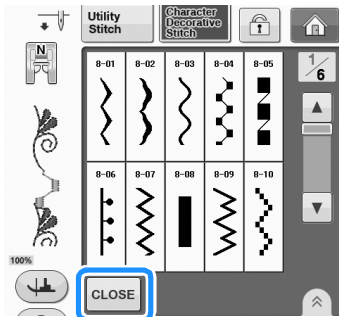 Utility
Stitch
Character
Decorative
Stitch
N
1/6
8-01 8-02 8-03 8-04 8-05
8-06 8-07 8-08 8-09 8-10
100%
CLOSE